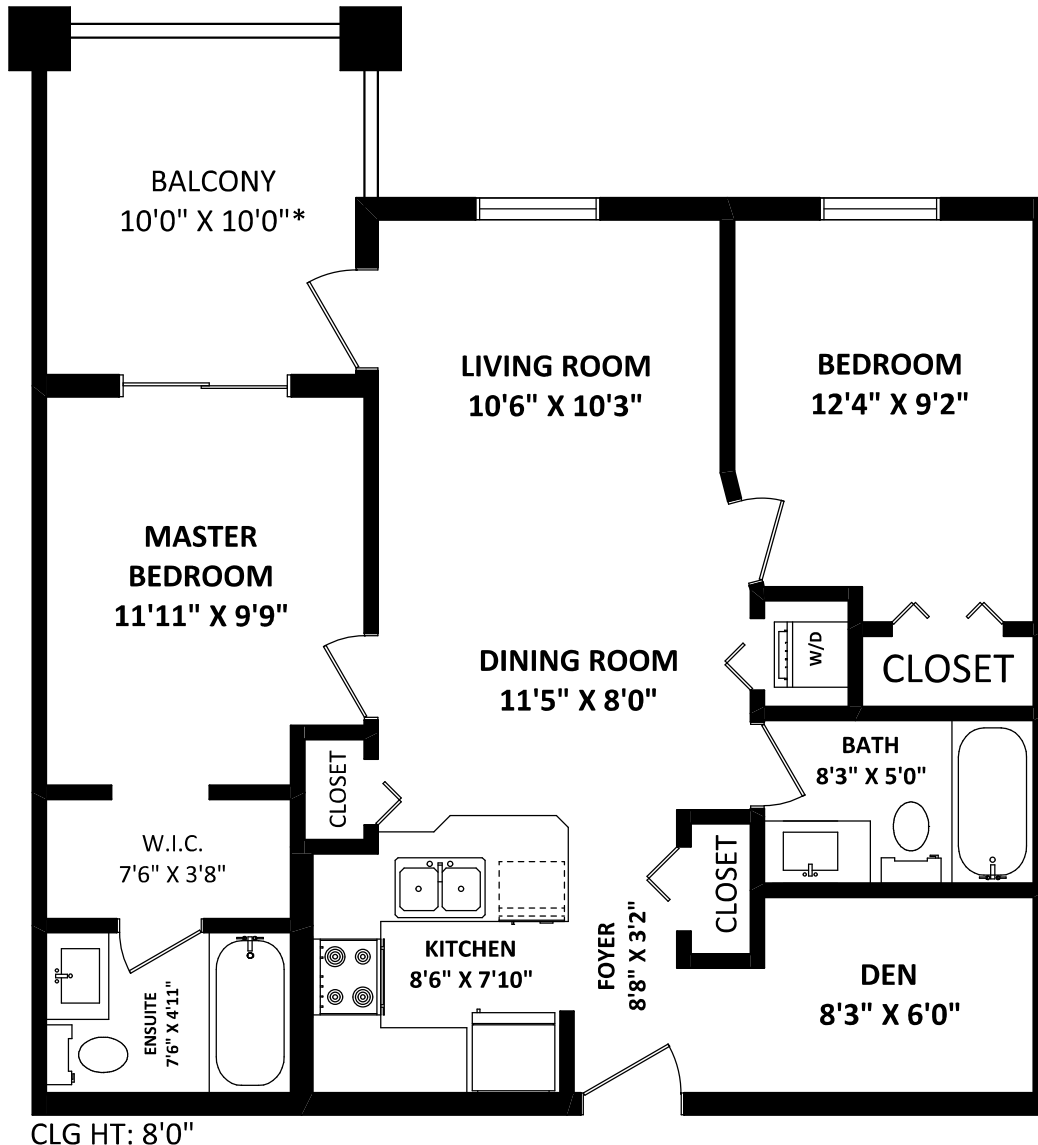 BALCONY
10'0" X 10'0"*
LIVING ROOM
10'6" X 10'3"
BEDROOM
12'4" X 9'2"
MASTER
BEDROOM
11'11" X 9'9"
DINING ROOM
11'5" X 8'0"
W/D
CLOSET
CLOSET
BATH
8'3" X 5'0"
W.I.C.
7'6" X 3'8"
CLOSET
KITCHEN
8'6" X 7'10"
FOYER
8'8" X 3'2"
DEN
8'3" X 6'0"
ENSUITE
7'6" X 4'11"
CLG HT: 8'0"